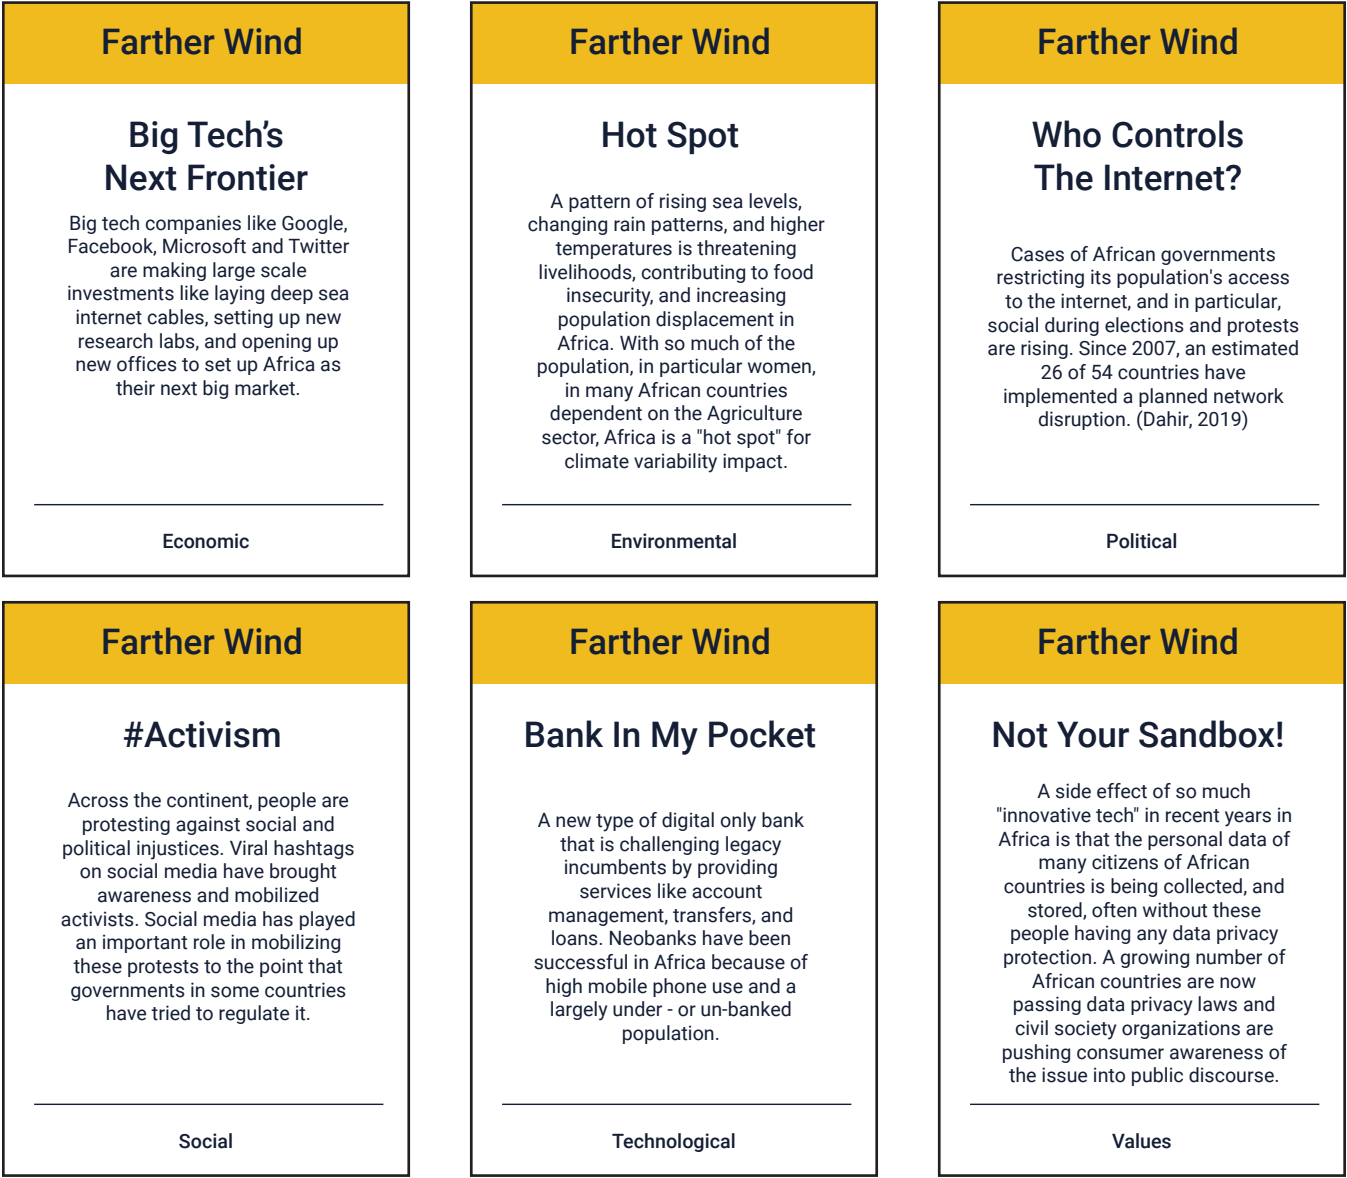 Farther Wind
Big Tech's
Next Frontier
Big tech companies like Google,
Facebook, Microsoft and Twitter
are making large scale
investments like laying deep sea
internet cables, setting up new
research labs, and opening up
new offices to set up Africa as
their next big market.
Economic
Farther Wind
Hot Spot
A pattern of rising sea levels,
changing rain patterns, and higher
temperatures is threatening
livelihoods, contributing to food
insecurity, and increasing
population displacement in
Africa. With so much of the
population, in particular women,
in many African countries
dependent on the Agriculture
sector, Africa is a "hot spot" for
climate variability impact.
Environmental
Farther Wind
Who Controls
The Internet?
Cases of African governments
restricting its population's access
to the internet, and in particular,
social during elections and protests
are rising. Since 2007, an estimated
26 of 54 countries have
implemented a planned network
disruption. (Dahir, 2019)
Political
Farther Wind
#Activism
Across the continent, people are
protesting against social and
political injustices. Viral hashtags
on social media have brought
awareness and mobilized
activists. Social media has played
an important role in mobilizing
these protests to the point that
governments in some countries
have tried to regulate it.
Social
Farther Wind
Bank In My Pocket
A new type of digital only bank
that is challenging legacy
incumbents by providing
services like account
management, transfers, and
loans. Neobanks have been
successful in Africa because of
high mobile phone use and a
largely under - or un-banked
population.
Technological
Farther Wind
Not Your Sandbox!
A side effect of so much
"innovative tech" in recent years in
Africa is that the personal data of
many citizens of African
countries is being collected, and
stored, often without these
people having any data privacy
protection. A growing number of
African countries are now
passing data privacy laws and
civil society organizations are
pushing consumer awareness of
the issue into public discourse.
Values